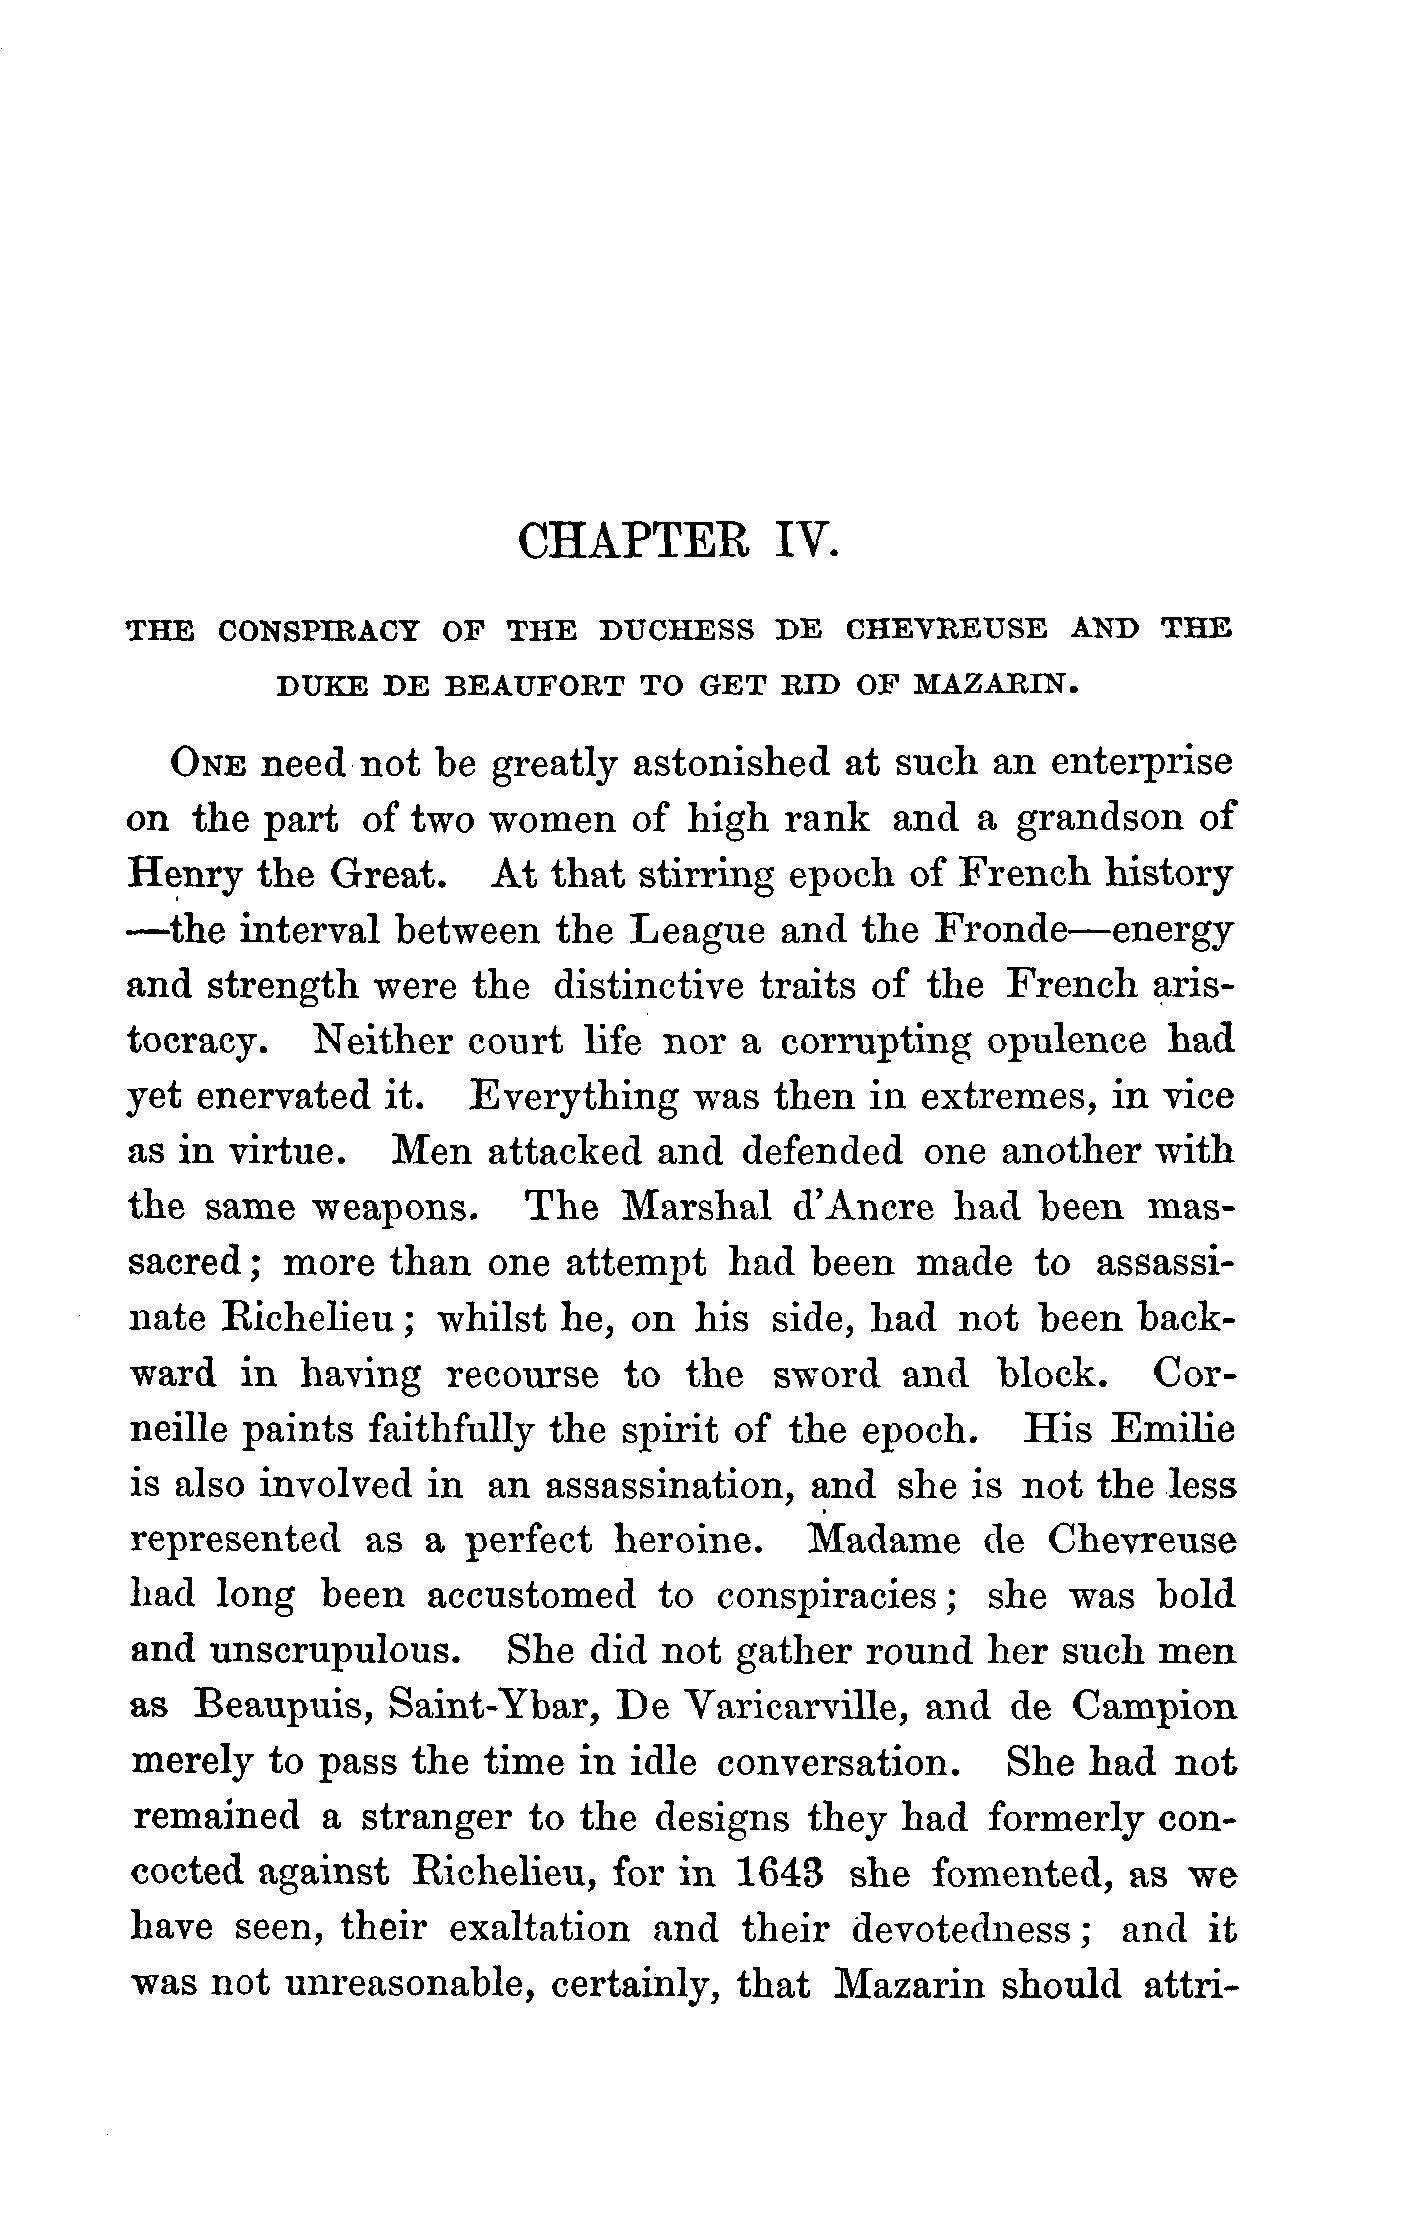 CHAPTER IV.
THE CONSPIRACY OF THE DUCHESS DE CHEVREUSE AND THE
DUKE DE BEAUFORT TO GET RID OF MAZARIN.
ONE need not be greatly astonished at such an enterprise
on the part of two women of high rank and a grandson of
Henry the Great. At that stirring epoch of French history
—the interval between the League and the Fronde—energy
and strength were the distinctive traits of the French aris-
tocracy. Neither court life nor a corrupting opulence had
yet enervated it. Everything was then in extremes, in vice
as in virtue. Men attacked and defended one another with
the same weapons. The Marshal d'Ancre had been mas-
sacred; more than one attempt had been made to assassi-
nate Richelieu; whilst he, on his side, had not been back-
ward in having recourse to the sword and block. Cor-
neille paints faithfully the spirit of the epoch. His Emilie
is also involved in an assassination, and she is not the less
represented as a perfect heroine. Madame de Chevreuse
had long been accustomed to conspiracies; she was bold
and unscrupulous. She did not gather round her such men
as Beaupuis, Saint-Ybar, De Varicarville, and de Campion
merely to pass the time in idle conversation. She had not
remained a stranger to the designs they had formerly con-
cocted against Richelieu, for in 1643 she fomented, as we
have seen, their exaltation and their devotedness; and it
was not unreasonable, certainly, that Mazarin should attri-